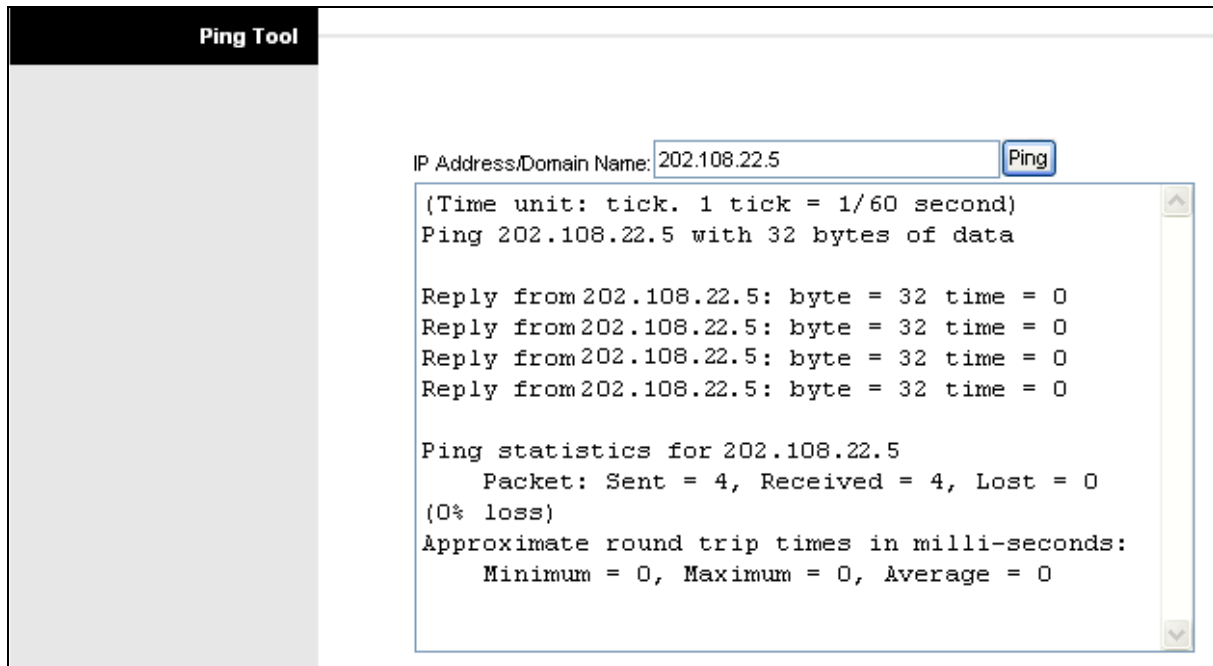 Ping Tool
IP Address/Domain Name: 202.108.22.5 Ping
(Time unit: tick. 1 tick = 1/60 second)
Ping 202.108.22.5 with 32 bytes of data
Reply from 202.108.22.5: byte = 32 time = 0
Reply from 202.108.22.5: byte = 32 time = 0
Reply from 202.108.22.5: byte = 32 time = 0
Reply from 202.108.22.5: byte = 32 time = 0
Ping statistics for 202.108.22.5
Packet: Sent = 4, Received = 4, Lost = 0
(0% loss)
Approximate round trip times in milli-seconds:
Minimum = 0, Maximum = 0, Average = 0